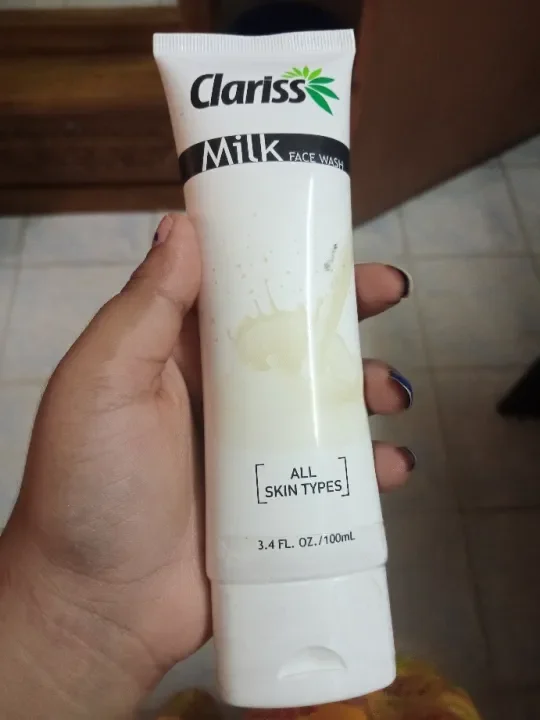 Clariss
Milk FACE WASH
ALL
SKIN TYPES
3.4 FL. OZ./100mL